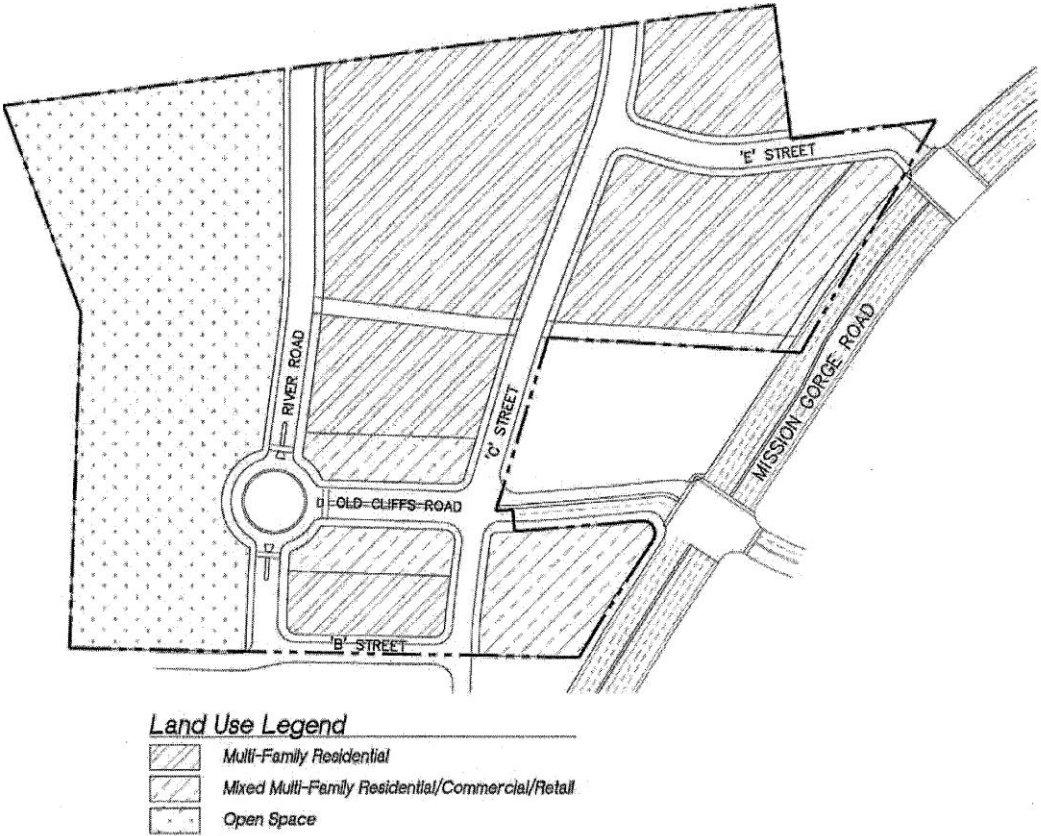 'E' STREET
RIVER ROAD
MISSION GORGE ROAD
'C' STREET
OLD CLIFFS ROAD
'B' STREET
Land Use Legend
Multi-Family Residential
Mixed Multi-Family Residential/Commercial/Retail
Open Space